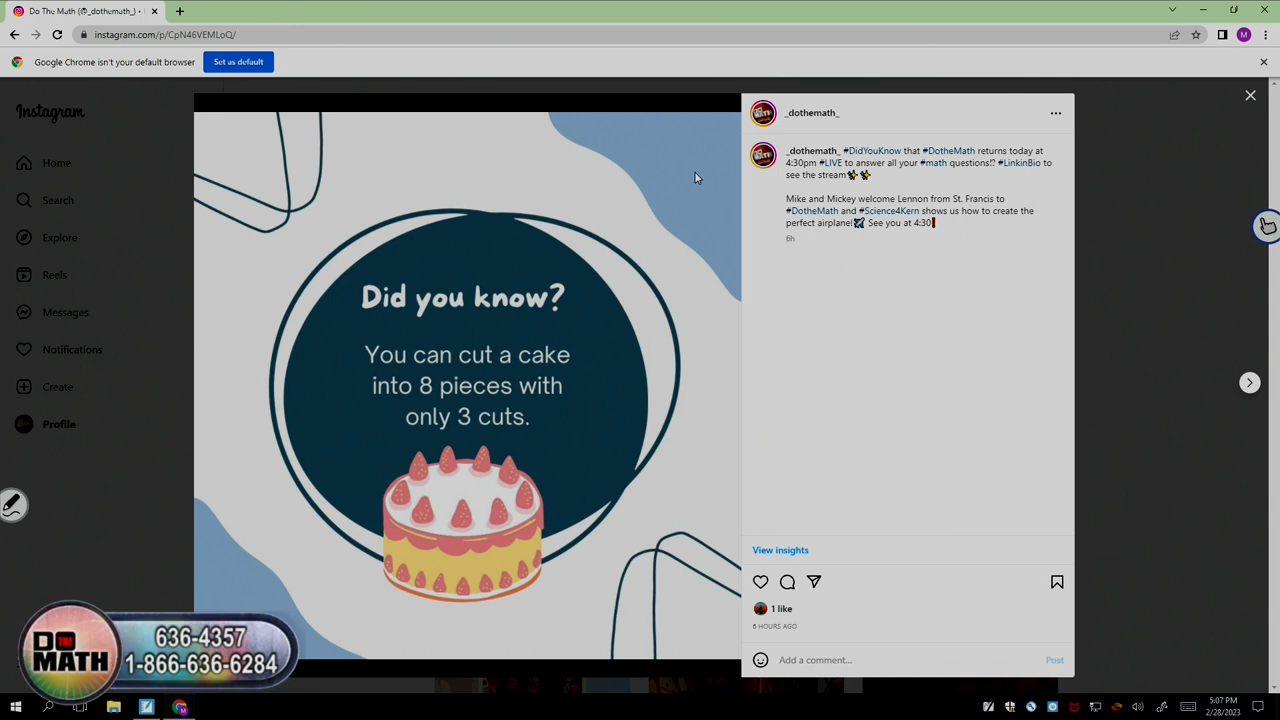 Do The Math (@_dothemath_) •
instagram.com/p/CpN46VEMLoQ/
M
Google Chrome isn't your default browser
Set as default
Instagram
Home
Search
Explore
Reels
Messages
Notifications
Create
Profile
Did you know?
You can cut a cake
into 8 pieces with
only 3 cuts.
_dothemath_
_dothemath_ #DidYouKnow that #DotheMath returns today at
4:30pm #LIVE to answer all your #math questions!? #LinkinBio to
see the stream
Mike and Mickey welcome Lennon from St. Francis to
#DotheMath and #Science4Kern shows us how to create the
perfect airplane! See you at 4:30
6h
View insights
1 like
6 HOURS AGO
Add a comment...
Post
DO THE MATH
636-4357
1-866-636-6284
5:07 PM
2/28/2023